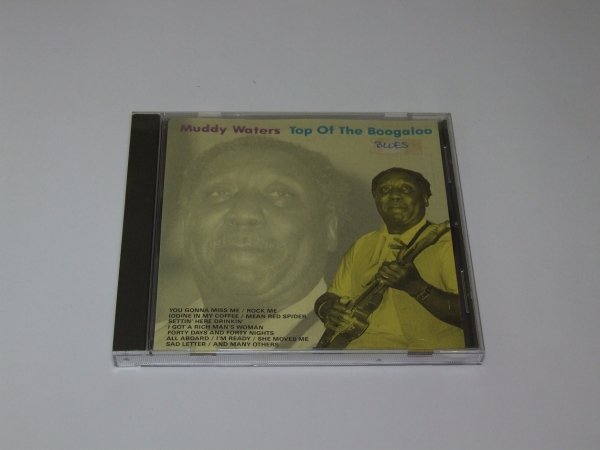 Muddy Waters Top Of The Boogaloo
BLUES
YOU GONNA MISS ME / ROCK ME
IODINE IN MY COFFEE / MEAN RED SPIDER
SETTIN' HERE DRINKIN'
I GOT A RICH MAN'S WOMAN
FORTY DAYS AND FORTY NIGHTS
ALL ABOARD / I'M READY / SHE MOVED ME
SAD LETTER / AND MANY OTHERS